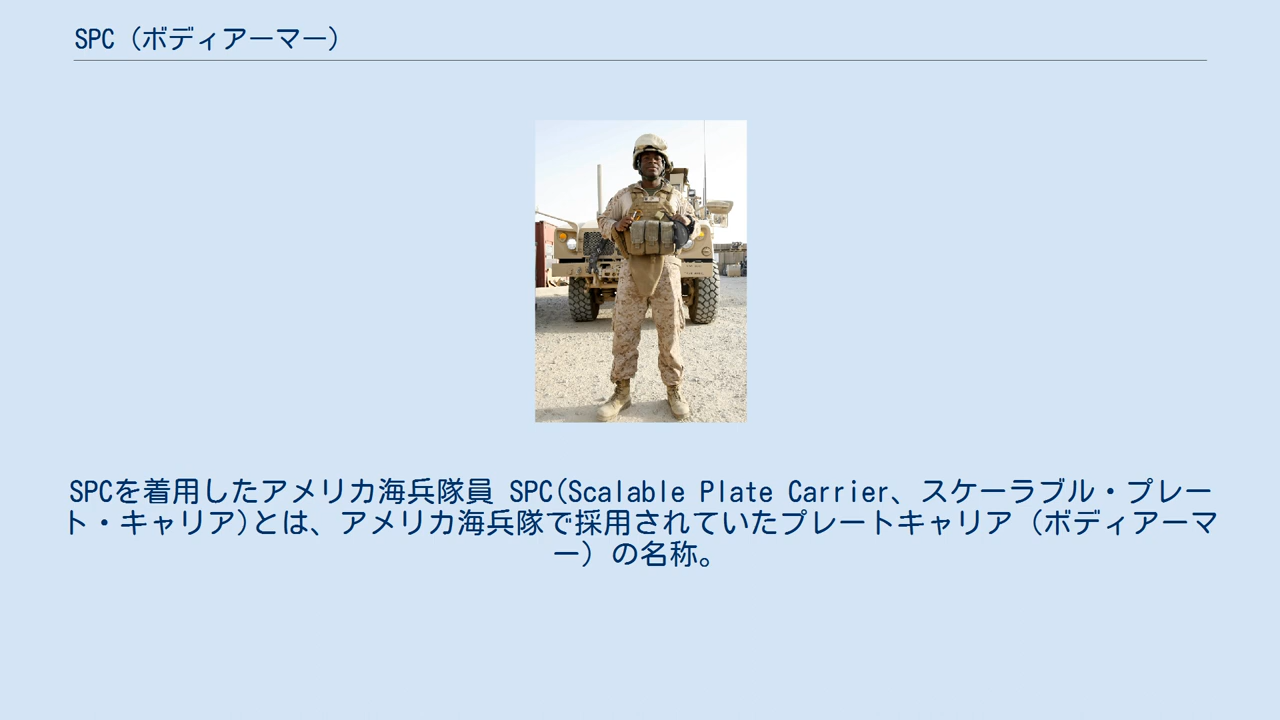 SPC（ボディアーマー）
SPCを着用したアメリカ海兵隊員 SPC(Scalable Plate Carrier、スケーラブル・プレー
ト・キャリア)とは、アメリカ海兵隊で採用されていたプレートキャリア（ボディアーマ
ー）の名称。